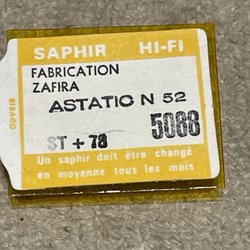 SAPHIR HI-FI
FABRICATION
ZAFIRA
ASTATIC N 52
5088
ST + 78
Un saphir doit être changé
en moyenne tous les mois
OUVRIR